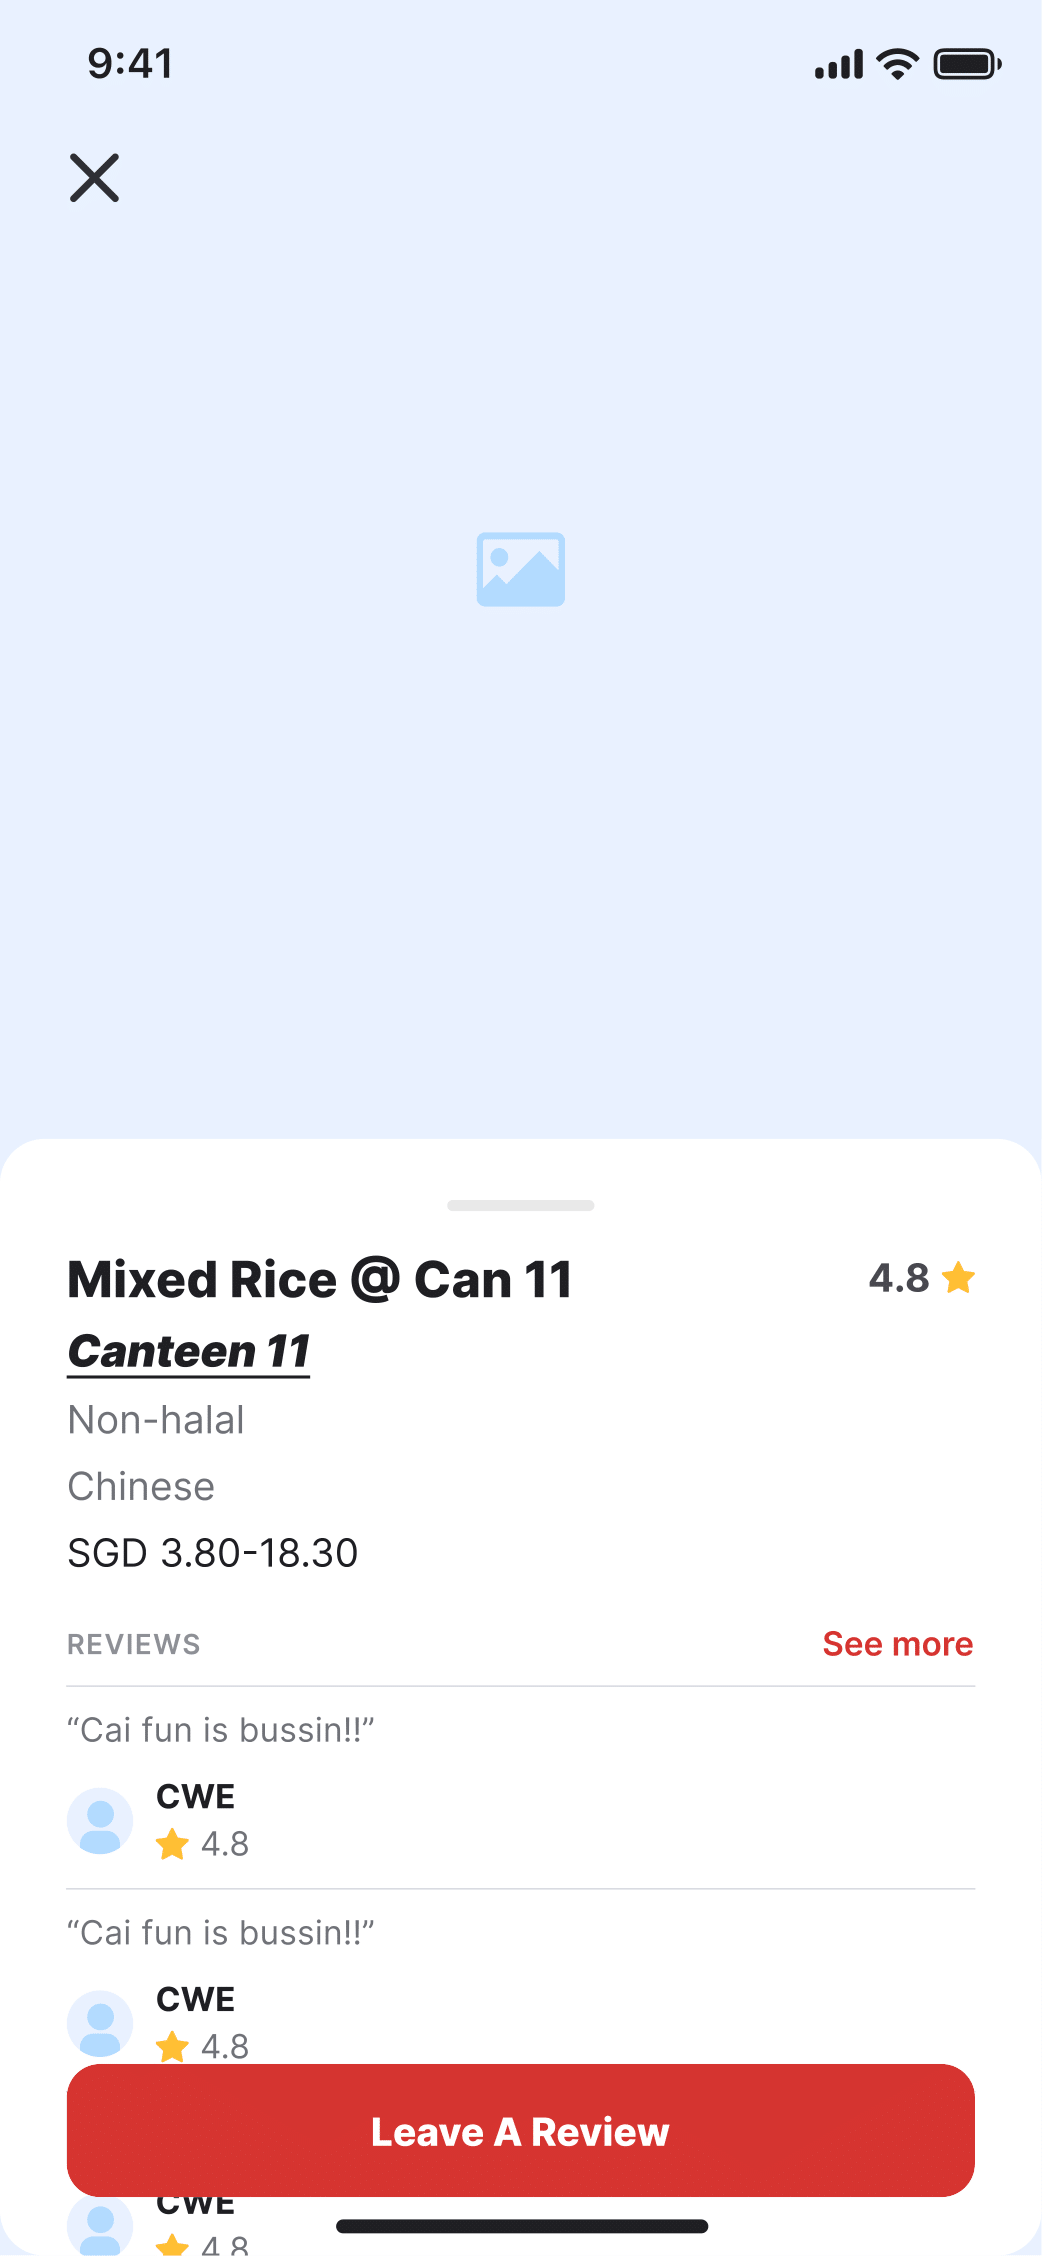 9:41
Mixed Rice @ Can 11
4.8
Canteen 11
Non-halal
Chinese
SGD 3.80-18.30
REVIEWS
See more
“Cai fun is bussin!!”
CWE
4.8
“Cai fun is bussin!!”
CWE
4.8
Leave A Review
CWE
4.8